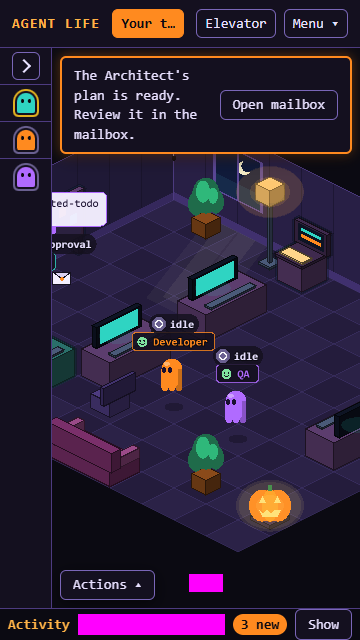 AGENT LIFE
Your t…
Elevator
Menu
The Architect's
plan is ready.
Review it in the
mailbox.
Open mailbox
ted-todo
pproval
idle
Developer
idle
QA
Actions
Activity
3 new
Show